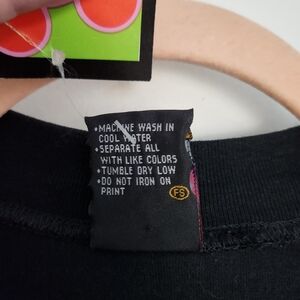 •MACHINE WASH IN
COOL WATER
•SEPARATE ALL
WITH LIKE COLORS
•TUMBLE DRY LOW
•DO NOT IRON ON
PRINT
FS